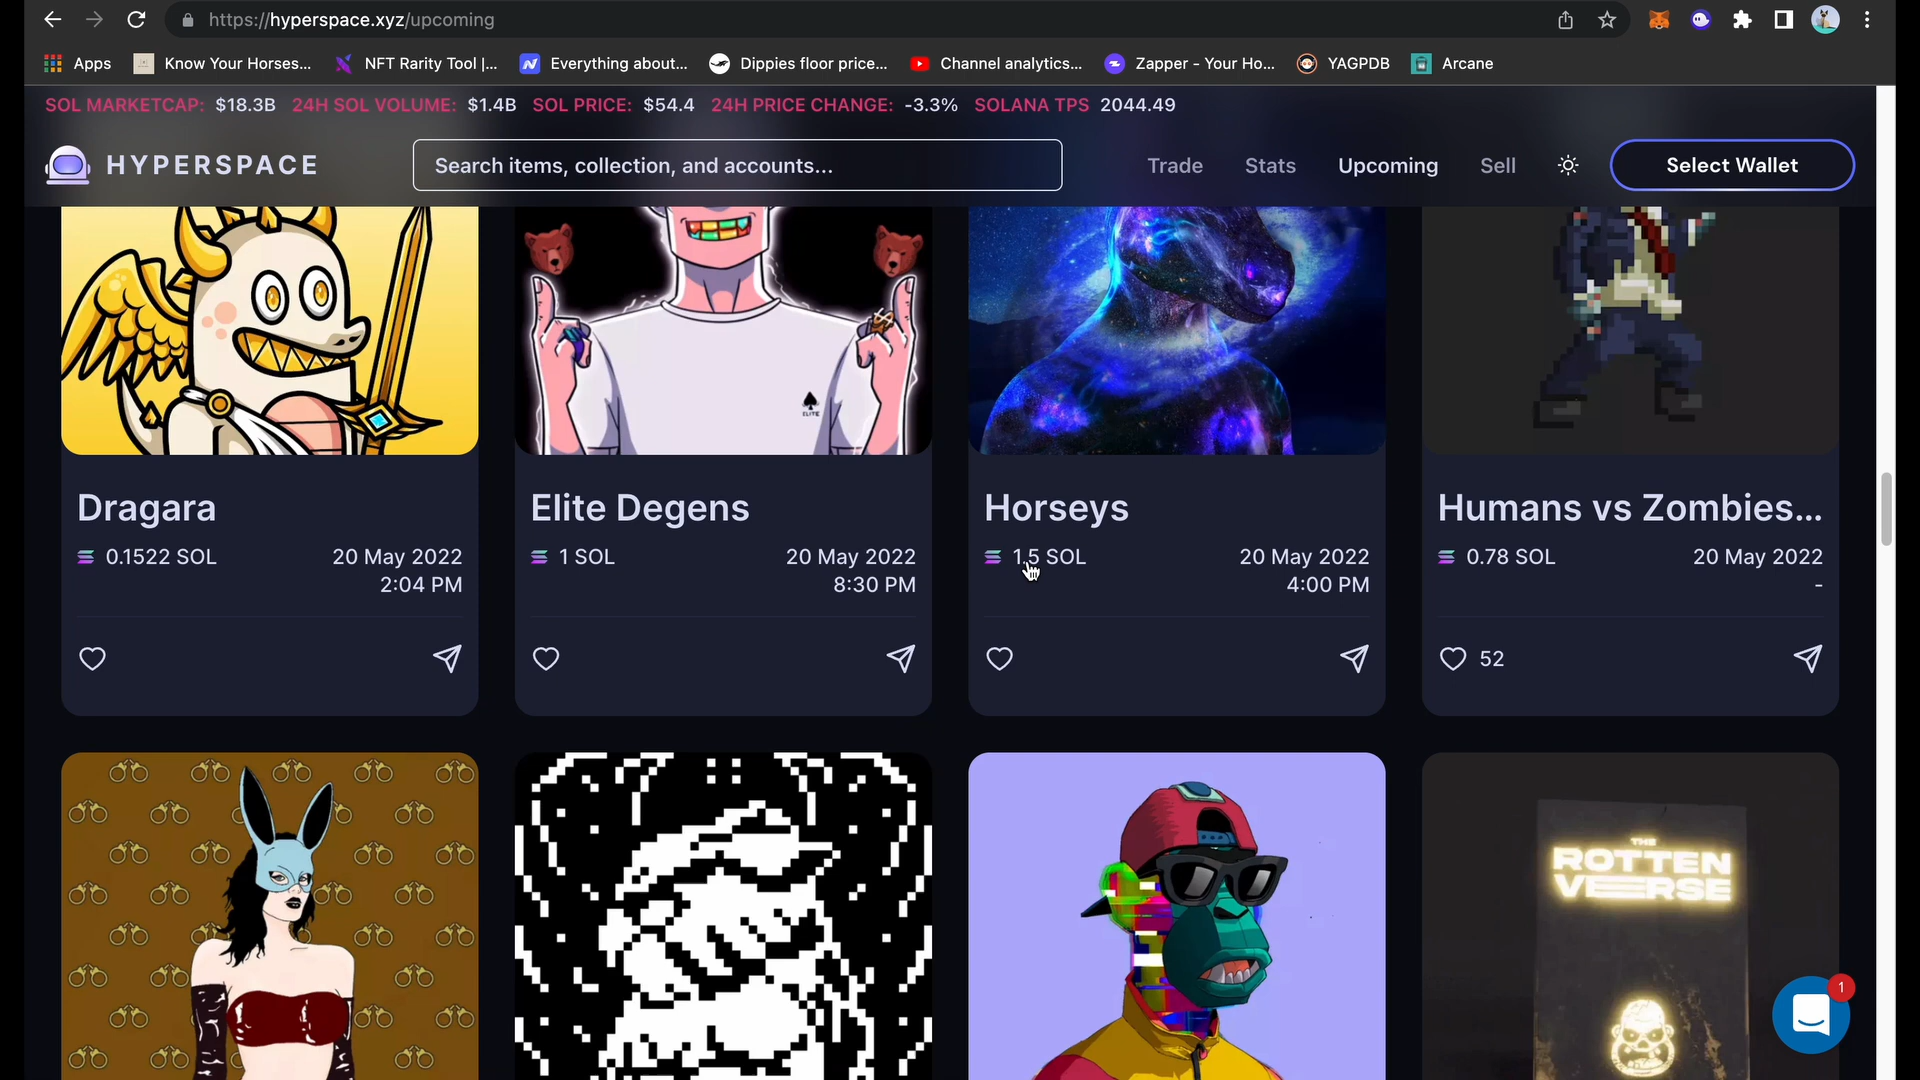 https://hyperspace.xyz/upcoming
Apps Know Your Horses... NFT Rarity Tool |... Everything about... Dippies floor price... Channel analytics... Zapper - Your Ho... YAGPDB Arcane
SOL MARKETCAP: $18.3B 24H SOL VOLUME: $1.4B SOL PRICE: $54.4 24H PRICE CHANGE: -3.3% SOLANA TPS 2044.49
HYPERSPACE Search items, collection, and accounts... Trade Stats Upcoming Sell Select Wallet
ELITE
Dragara Elite Degens Horseys Humans vs Zombies...
0.1522 SOL 20 May 2022 1 SOL 20 May 2022 1.5 SOL 20 May 2022 0.78 SOL 20 May 2022
2:04 PM 8:30 PM 4:00 PM -
52
THE
ROTTEN
VERSE
1